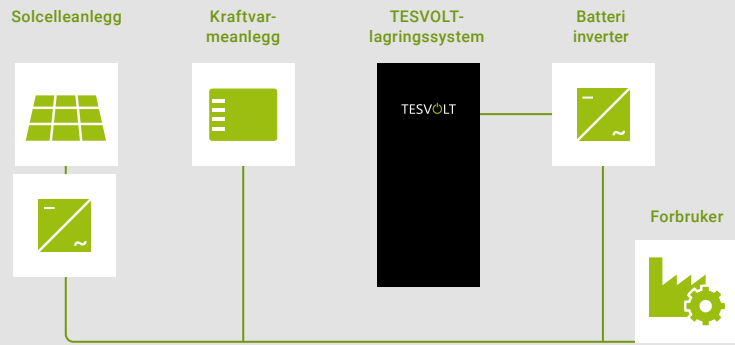 Solcelleanlegg
Kraftvar-
meanlegg
TESVOLT-
lagringssystem
Batteri
inverter
TESVOLT
Forbruker